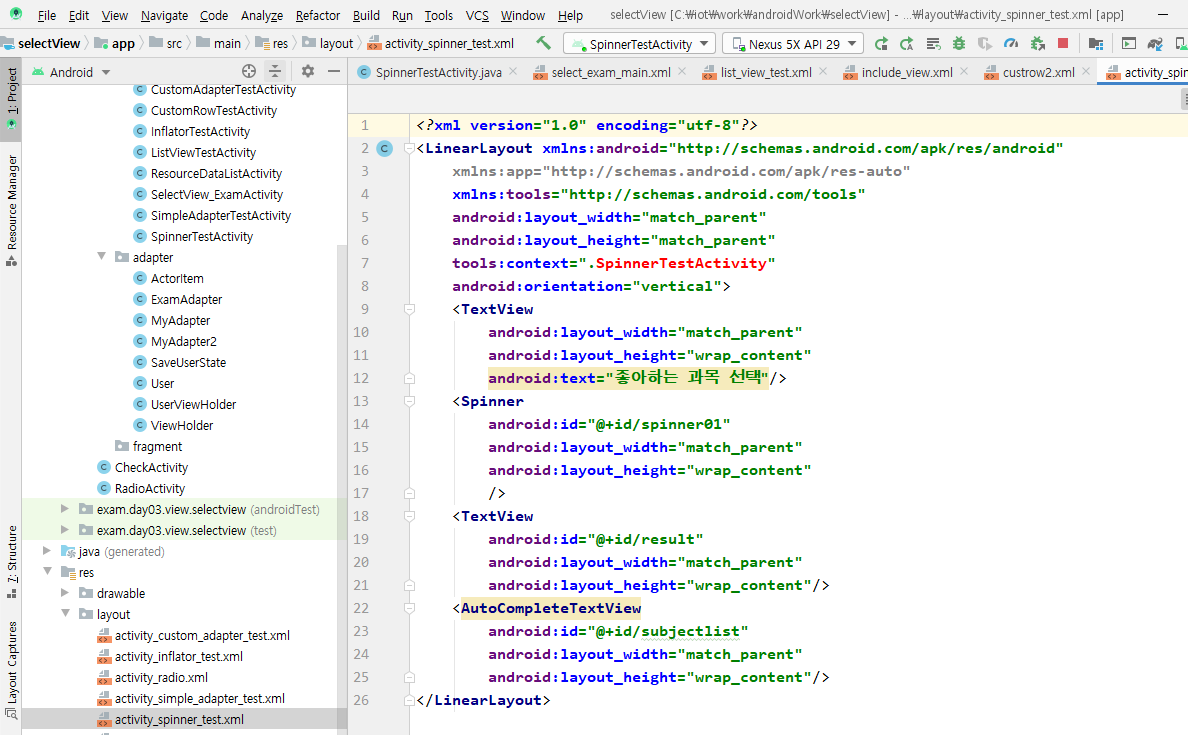 File Edit View Navigate Code Analyze Refactor Build Run Tools VCS Window Help selectView [C:₩iot₩work₩androidWork₩selectView] - ...₩layout₩activity_spinner_test.xml [app]
selectView app src main res layout activity_spinner_test.xml SpinnerTestActivity Nexus 5X API 29
Android
SpinnerTestActivity.java select_exam_main.xml list_view_test.xml include_view.xml custrow2.xml activity_spin
1: Project
Resource Manager
7: Structure
Layout Captures
CustomAdapterTestActivity
CustomRowTestActivity
InflatorTestActivity
ListViewTestActivity
ResourceDataListActivity
SelectView_ExamActivity
SimpleAdapterTestActivity
SpinnerTestActivity
adapter
ActorItem
ExamAdapter
MyAdapter
MyAdapter2
SaveUserState
User
UserViewHolder
ViewHolder
fragment
CheckActivity
RadioActivity
exam.day03.view.selectview (androidTest)
exam.day03.view.selectview (test)
java (generated)
res
drawable
layout
activity_custom_adapter_test.xml
activity_inflator_test.xml
activity_radio.xml
activity_simple_adapter_test.xml
activity_spinner_test.xml
1 <?xml version="1.0" encoding="utf-8"?>
2 <LinearLayout xmlns:android="http://schemas.android.com/apk/res/android"
3 xmlns:app="http://schemas.android.com/apk/res-auto"
4 xmlns:tools="http://schemas.android.com/tools"
5 android:layout_width="match_parent"
6 android:layout_height="match_parent"
7 tools:context=".SpinnerTestActivity"
8 android:orientation="vertical">
9 <TextView
10 android:layout_width="match_parent"
11 android:layout_height="wrap_content"
12 android:text="좋아하는 과목 선택"/>
13 <Spinner
14 android:id="@+id/spinner01"
15 android:layout_width="match_parent"
16 android:layout_height="wrap_content"
17 />
18 <TextView
19 android:id="@+id/result"
20 android:layout_width="match_parent"
21 android:layout_height="wrap_content"/>
22 <AutoCompleteTextView
23 android:id="@+id/subjectlist"
24 android:layout_width="match_parent"
25 android:layout_height="wrap_content"/>
26 </LinearLayout>